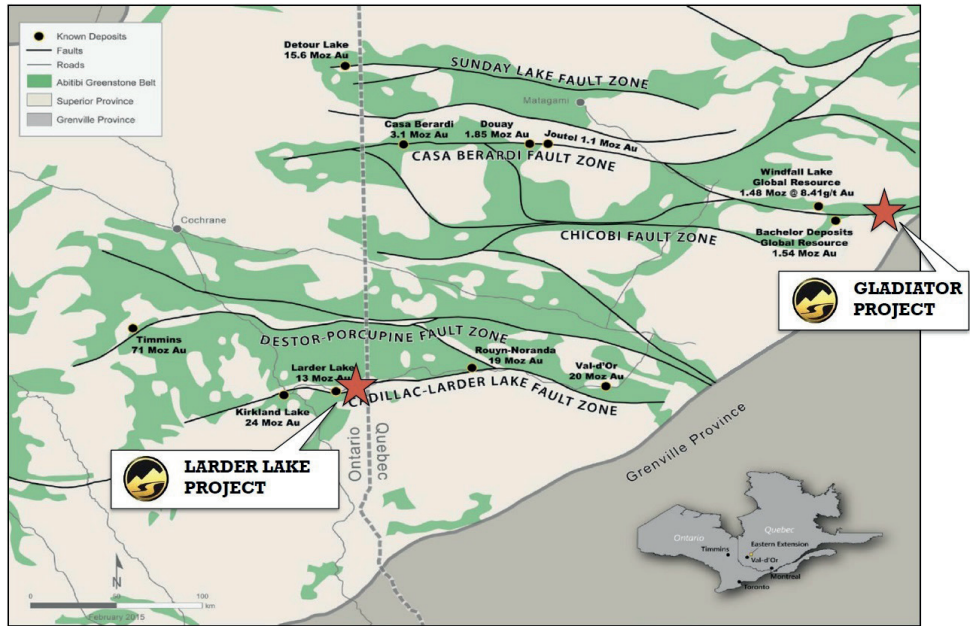 Known Deposits
Faults
Roads
Abitibi Greenstone Belt
Superior Province
Grenville Province
Detour Lake
15.6 Moz Au
SUNDAY LAKE FAULT ZONE
Matagami
Casa Berardi
3.1 Moz Au
Douay
1.85 Moz Au
Joutol 1.1 Moz Au
CASA BERARDI FAULT ZONE
Windfall Lake
Global Resource
1.48 Moz @ 8.41g/t Au
Cochrane
CHICOBI FAULT ZONE
Bachelor Deposits
Global Resource
1.54 Moz Au
GLADIATOR
PROJECT
Timmins
71 Moz Au
DESTOR-PORCUPINE FAULT ZONE
Rouyn-Noranda
19 Moz Au
Val-d'Or
20 Moz Au
Larder Lake
13 Moz Au
CADILLAC-LARDER LAKE FAULT ZONE
Kirkland Lake
24 Moz Au
LARDER LAKE
PROJECT
Ontario
Quebec
Grenville Province
Ontario
Quebec
Timmins
Eastern Extension
Val-d'Or
Montreal
Toronto
N
0 50 100
km
February 2015